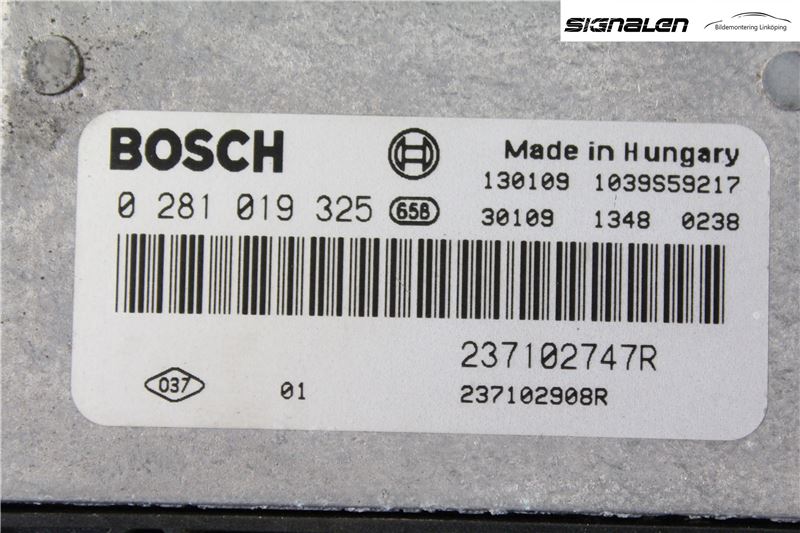 SIGNALEN
Bildemontering Linköping
BOSCH
Made in Hungary
130109 1039S59217
0 281 019 325 65B
30109 1348 0238
237102747R
037 01
237102908R